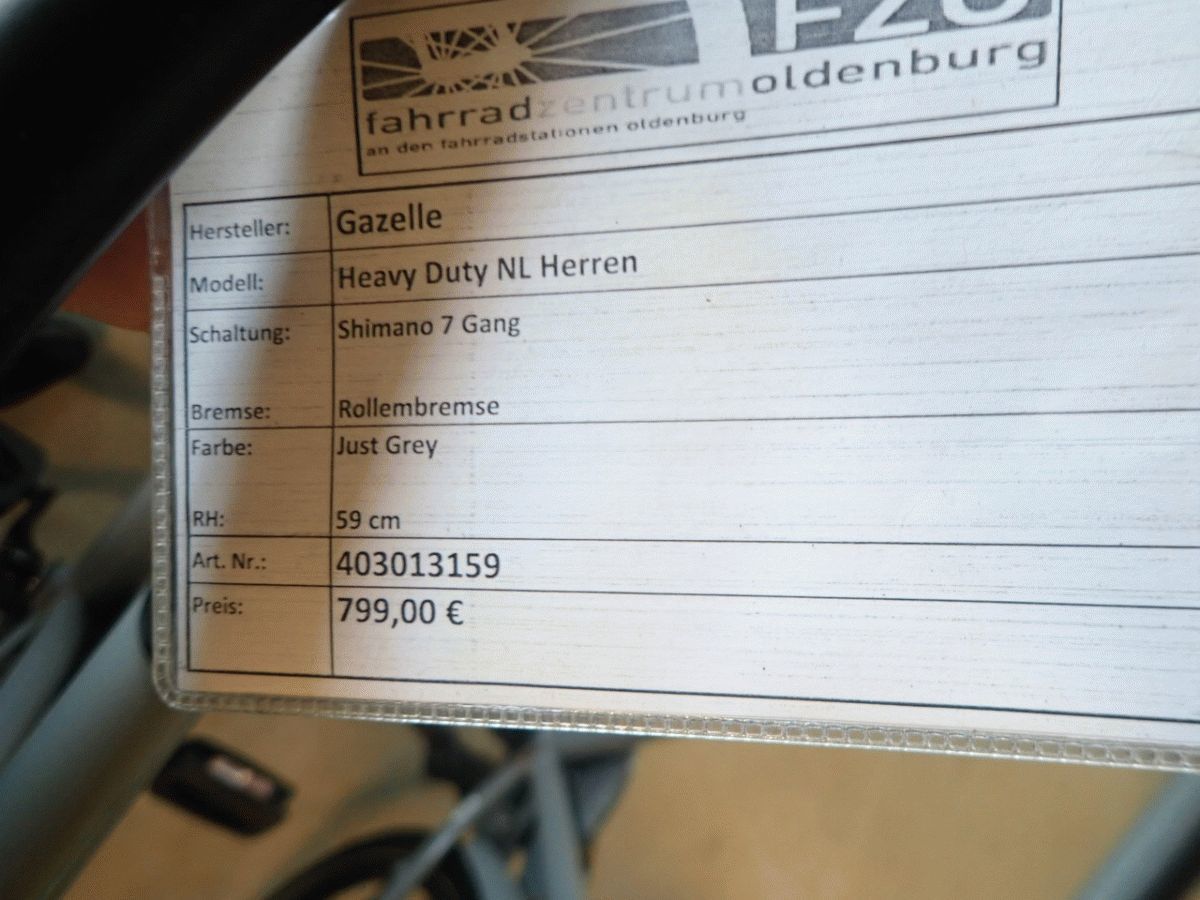 FZO
fahrradzentrumoldenburg
an den fahrradstationen oldenburg
Hersteller: Gazelle
Modell: Heavy Duty NL Herren
Schaltung: Shimano 7 Gang
Bremse: Rollembremse
Farbe: Just Grey
RH: 59 cm
Art. Nr.: 403013159
Preis: 799,00 €